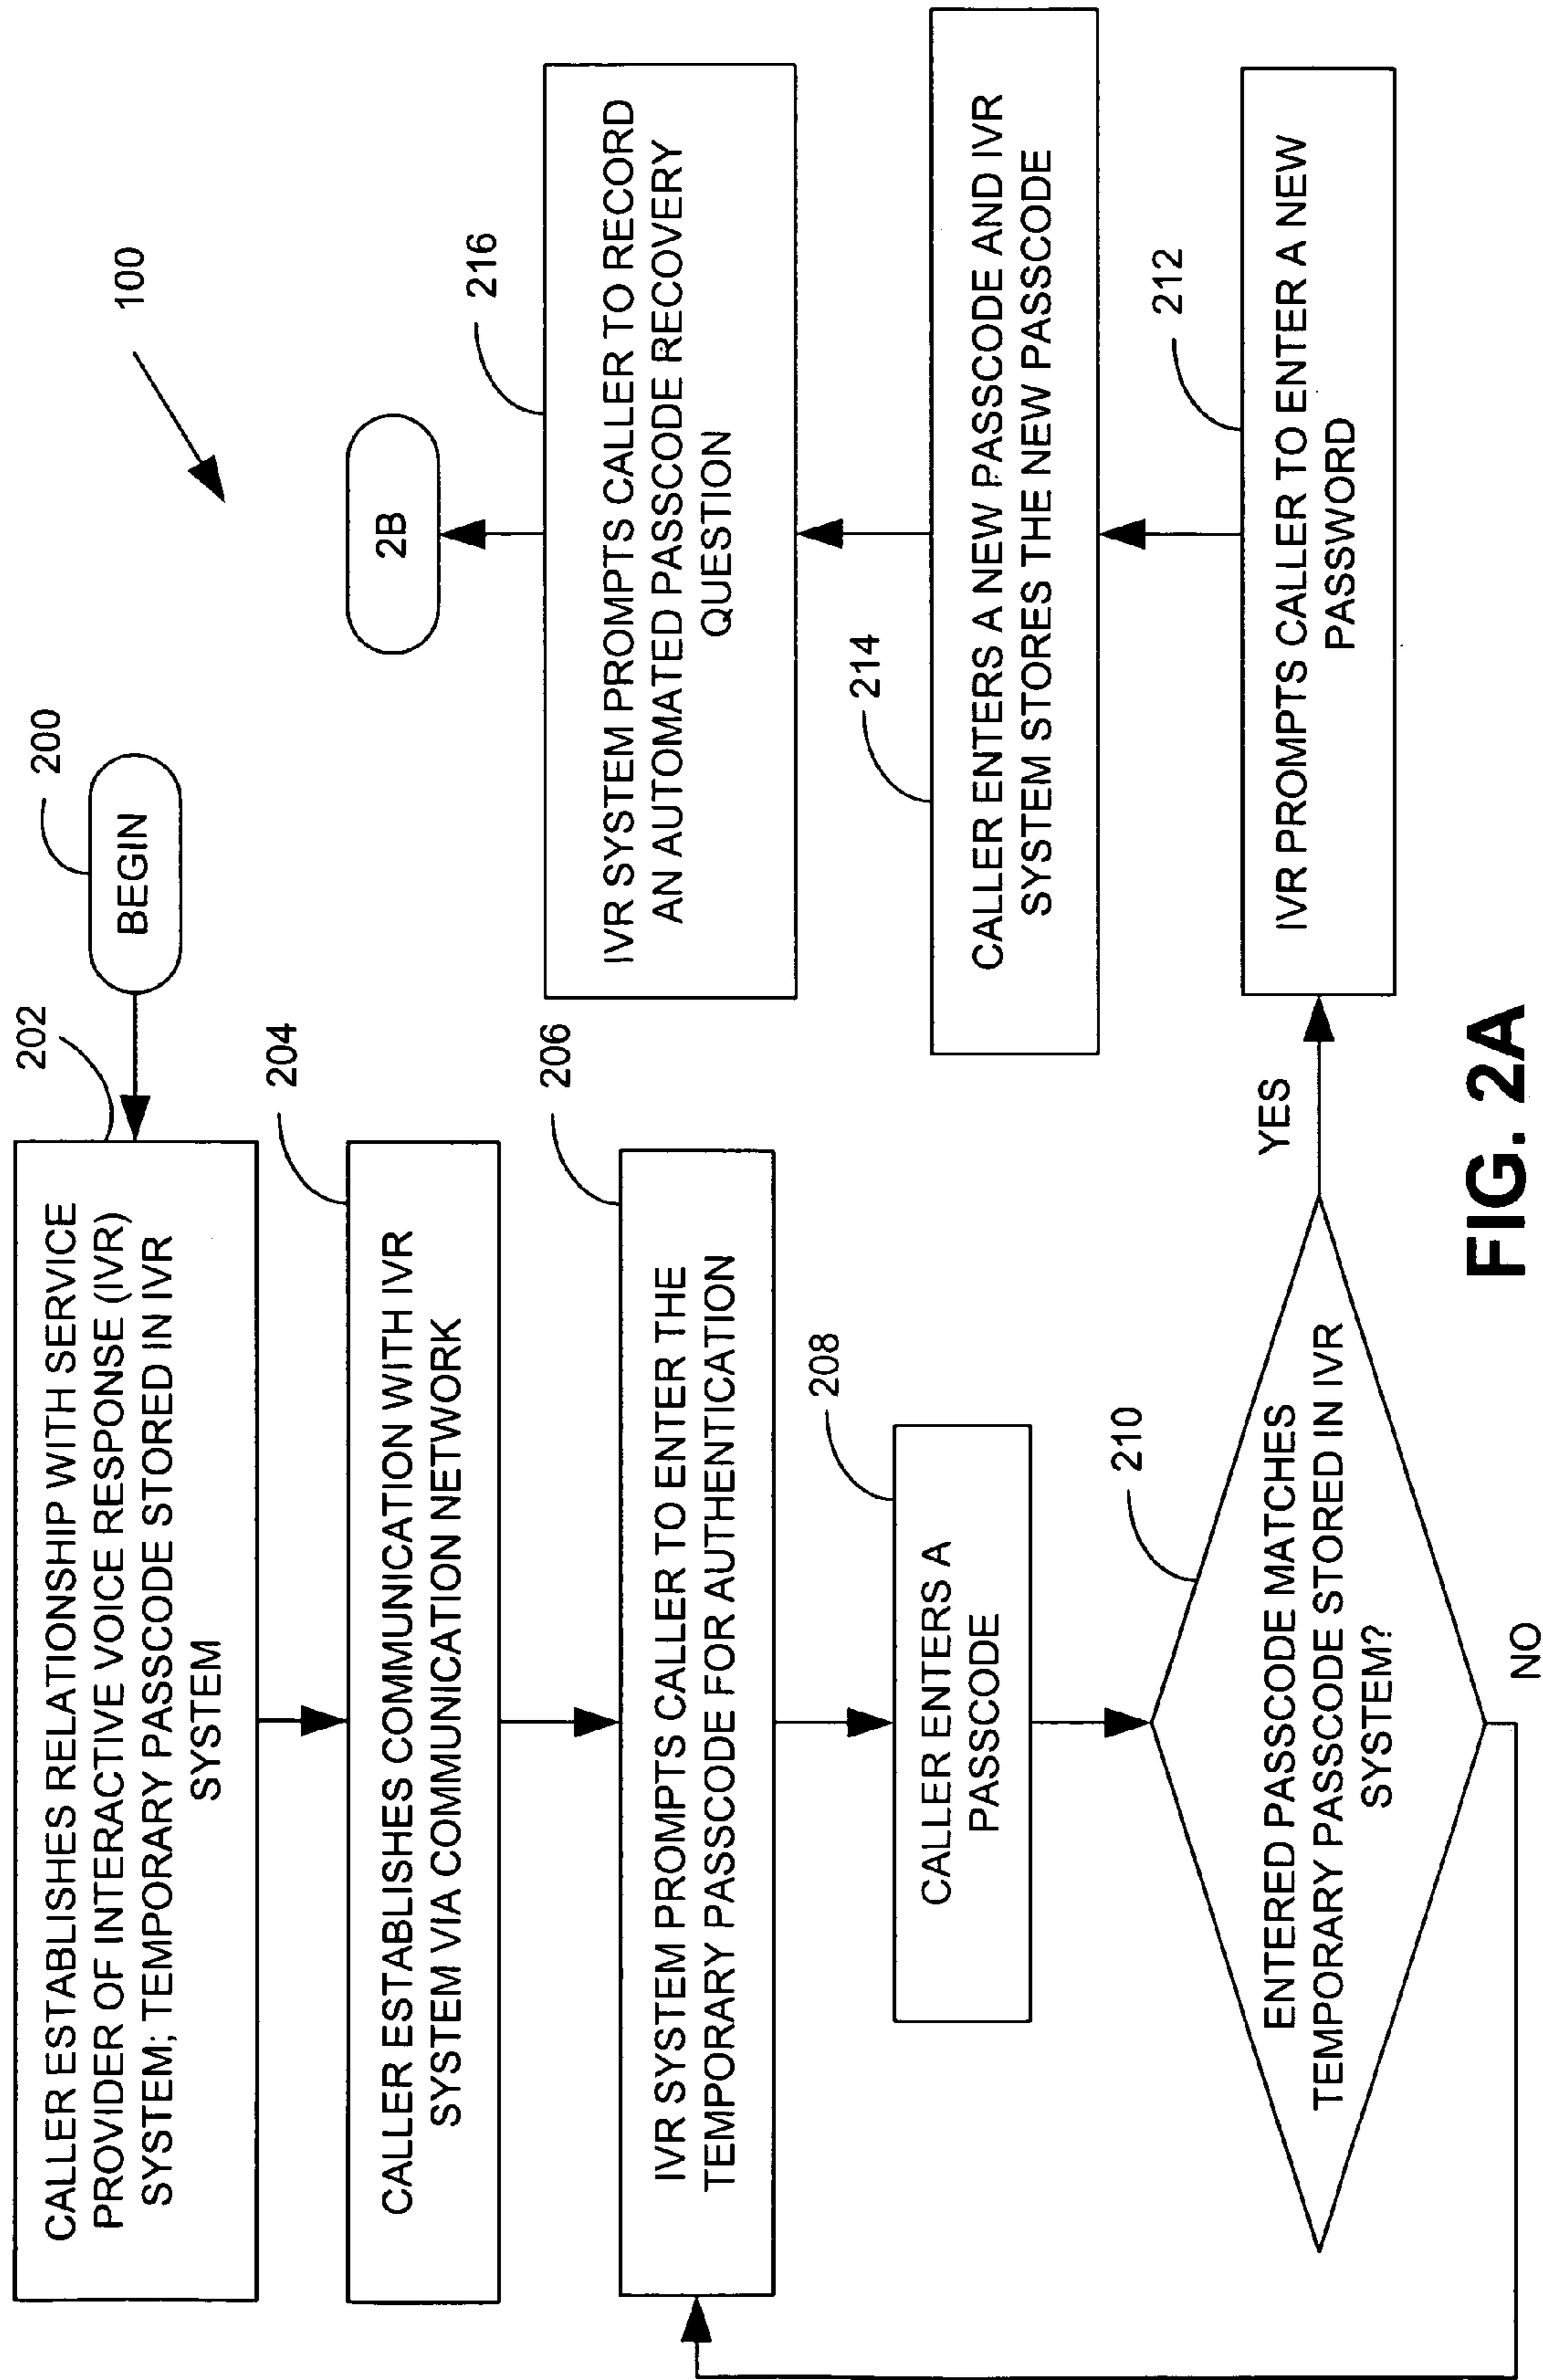 100
200
BEGIN
202
CALLER ESTABLISHES RELATIONSHIP WITH SERVICE
PROVIDER OF INTERACTIVE VOICE RESPONSE (IVR)
SYSTEM; TEMPORARY PASSCODE STORED IN IVR
SYSTEM
204
CALLER ESTABLISHES COMMUNICATION WITH IVR
SYSTEM VIA COMMUNICATION NETWORK
206
IVR SYSTEM PROMPTS CALLER TO ENTER THE
TEMPORARY PASSCODE FOR AUTHENTICATION
208
CALLER ENTERS A
PASSCODE
210
ENTERED PASSCODE MATCHES
TEMPORARY PASSCODE STORED IN IVR
SYSTEM?
NO
YES
212
IVR PROMPTS CALLER TO ENTER A NEW
PASSWORD
214
CALLER ENTERS A NEW PASSCODE AND IVR
SYSTEM STORES THE NEW PASSCODE
216
IVR SYSTEM PROMPTS CALLER TO RECORD
AN AUTOMATED PASSCODE RECOVERY
QUESTION
2B
FIG. 2A